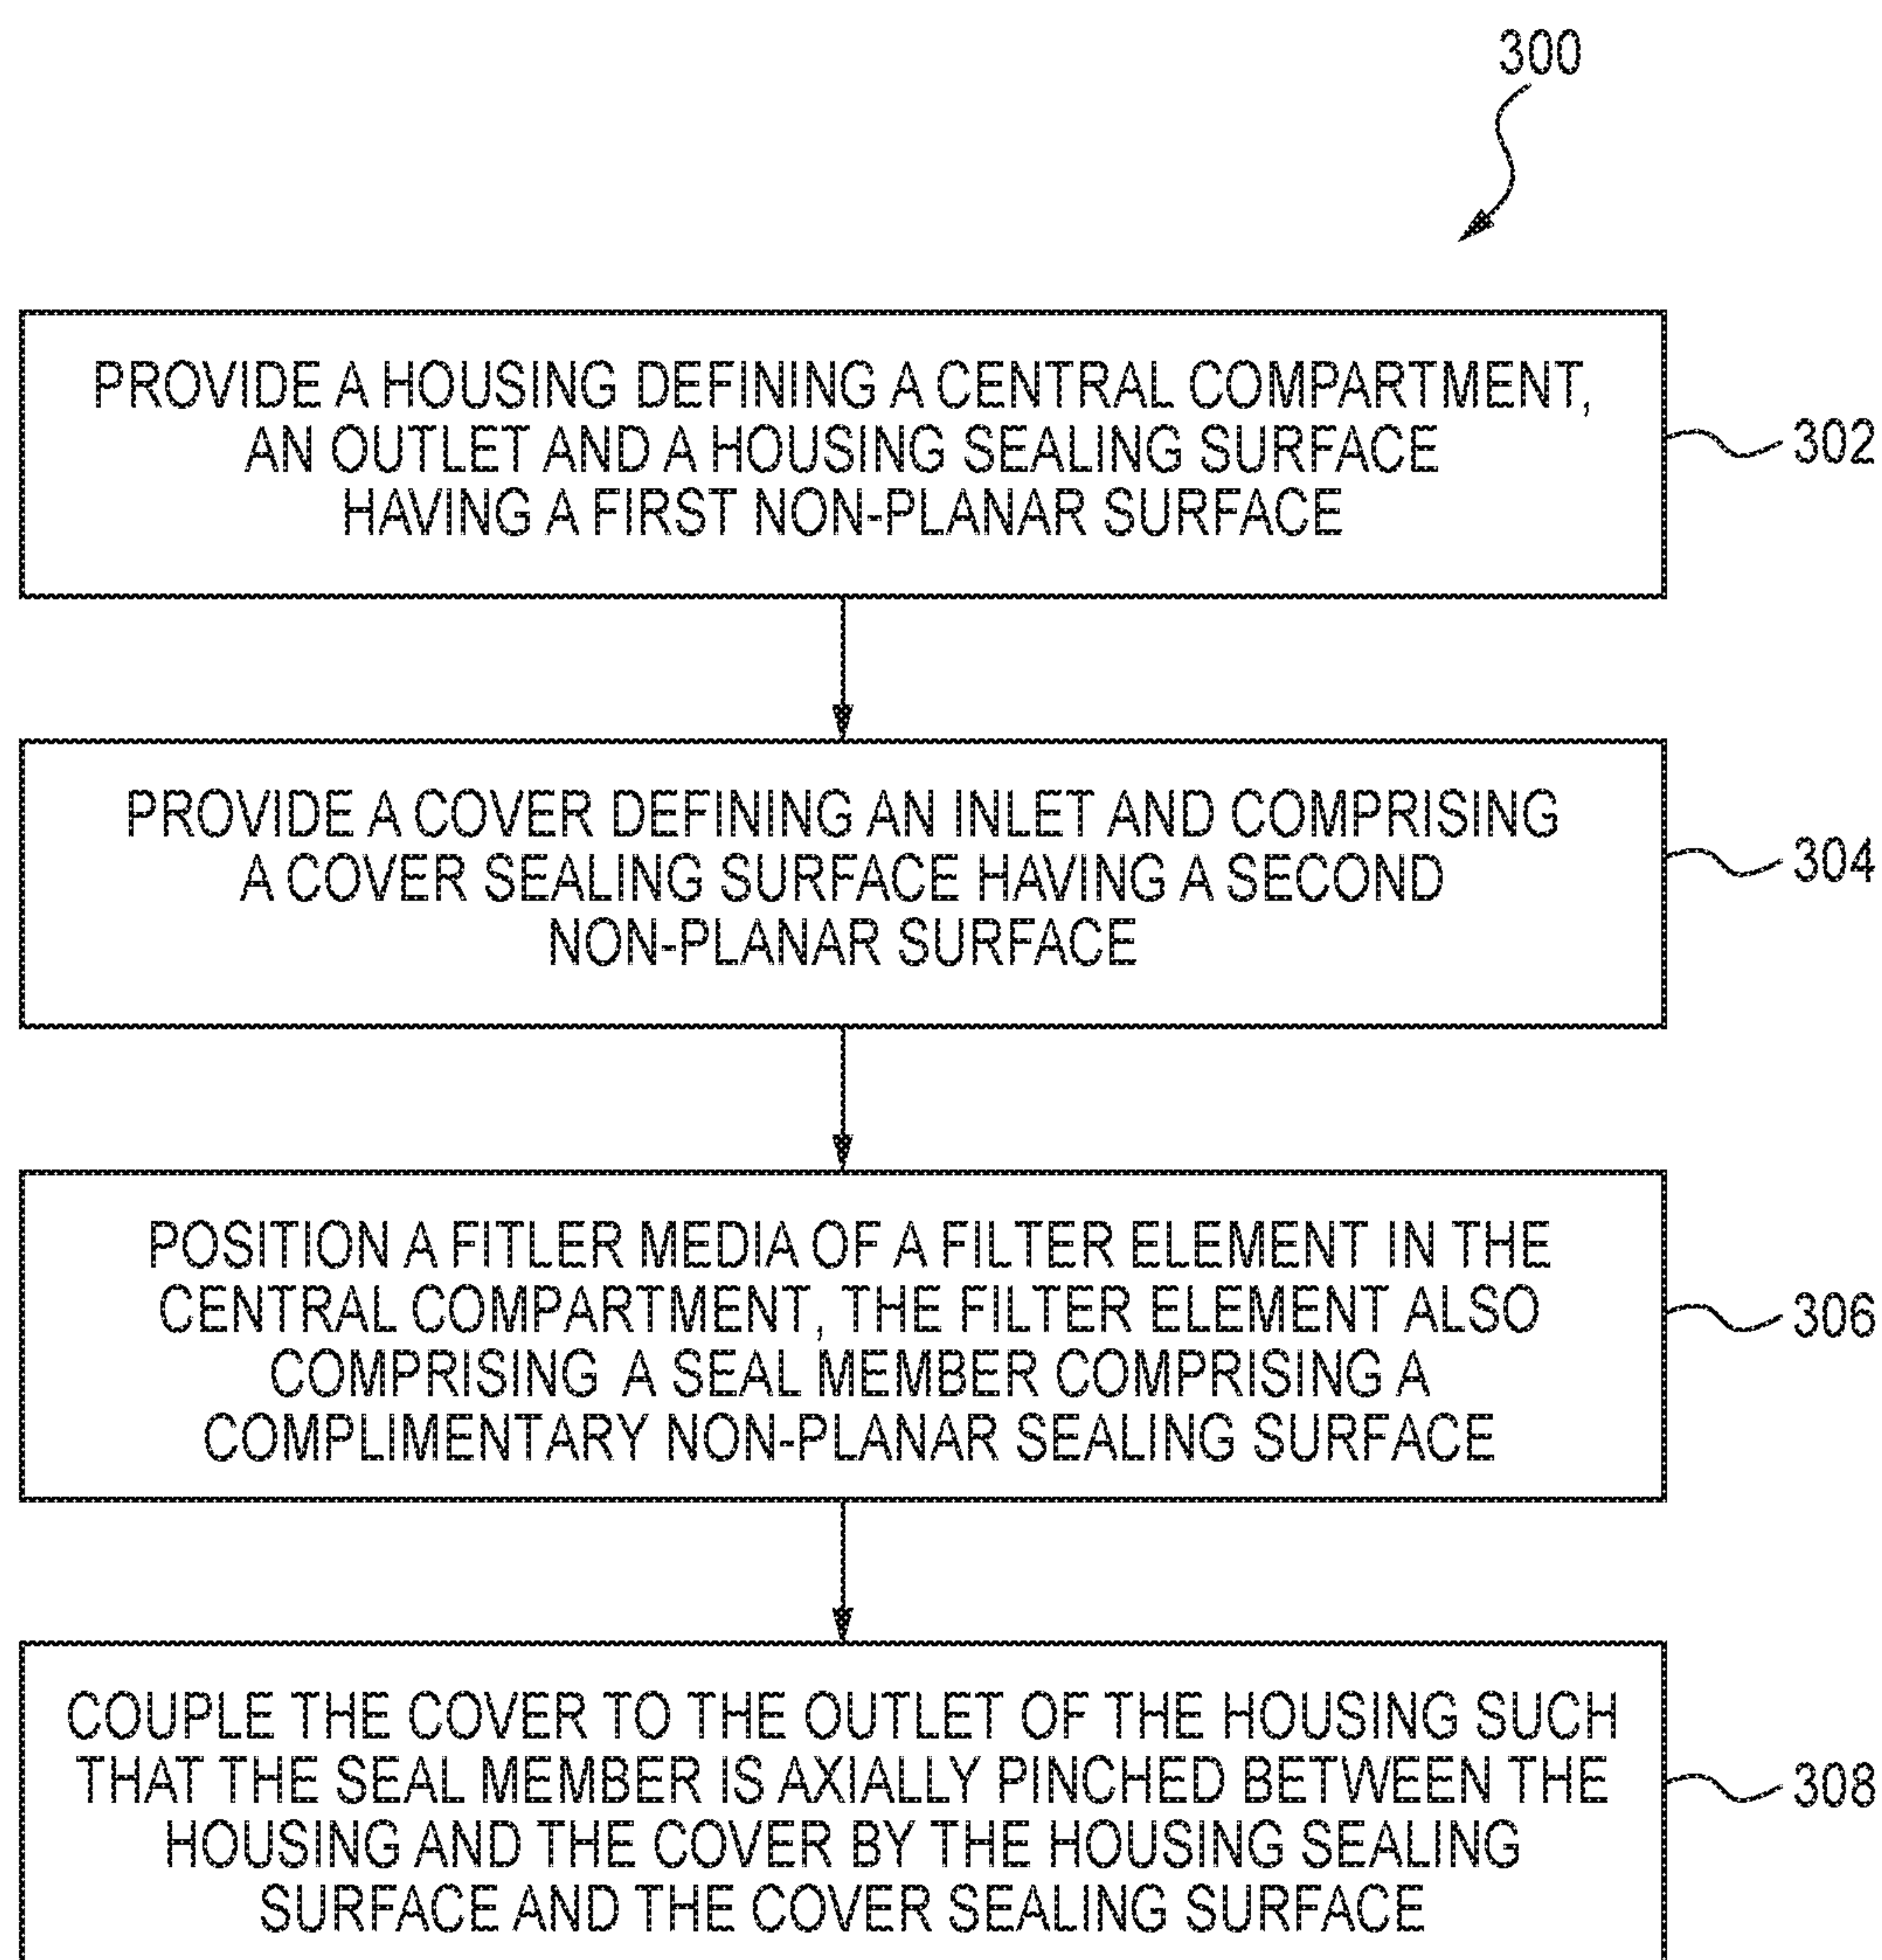 300
PROVIDE A HOUSING DEFINING A CENTRAL COMPARTMENT,
AN OUTLET AND A HOUSING SEALING SURFACE
HAVING A FIRST NON-PLANAR SURFACE
302
PROVIDE A COVER DEFINING AN INLET AND COMPRISING
A COVER SEALING SURFACE HAVING A SECOND
NON-PLANAR SURFACE
304
POSITION A FITLER MEDIA OF A FILTER ELEMENT IN THE
CENTRAL COMPARTMENT, THE FILTER ELEMENT ALSO
COMPRISING A SEAL MEMBER COMPRISING A
COMPLIMENTARY NON-PLANAR SEALING SURFACE
306
COUPLE THE COVER TO THE OUTLET OF THE HOUSING SUCH
THAT THE SEAL MEMBER IS AXIALLY PINCHED BETWEEN THE
HOUSING AND THE COVER BY THE HOUSING SEALING
SURFACE AND THE COVER SEALING SURFACE
308